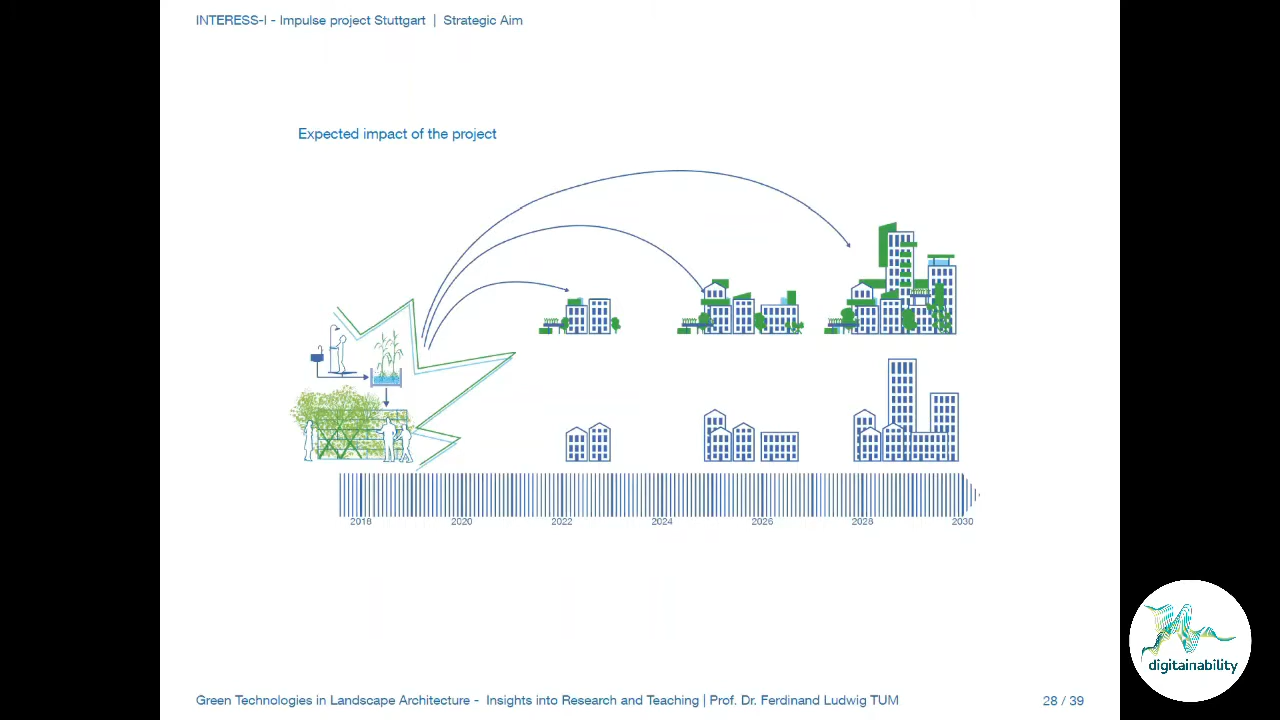 INTERESS-I - Impulse project Stuttgart | Strategic Aim
Expected impact of the project
2018 2020 2022 2024 2026 2028 2030
digitainability
Green Technologies in Landscape Architecture - Insights into Research and Teaching | Prof. Dr. Ferdinand Ludwig TUM 28 / 39